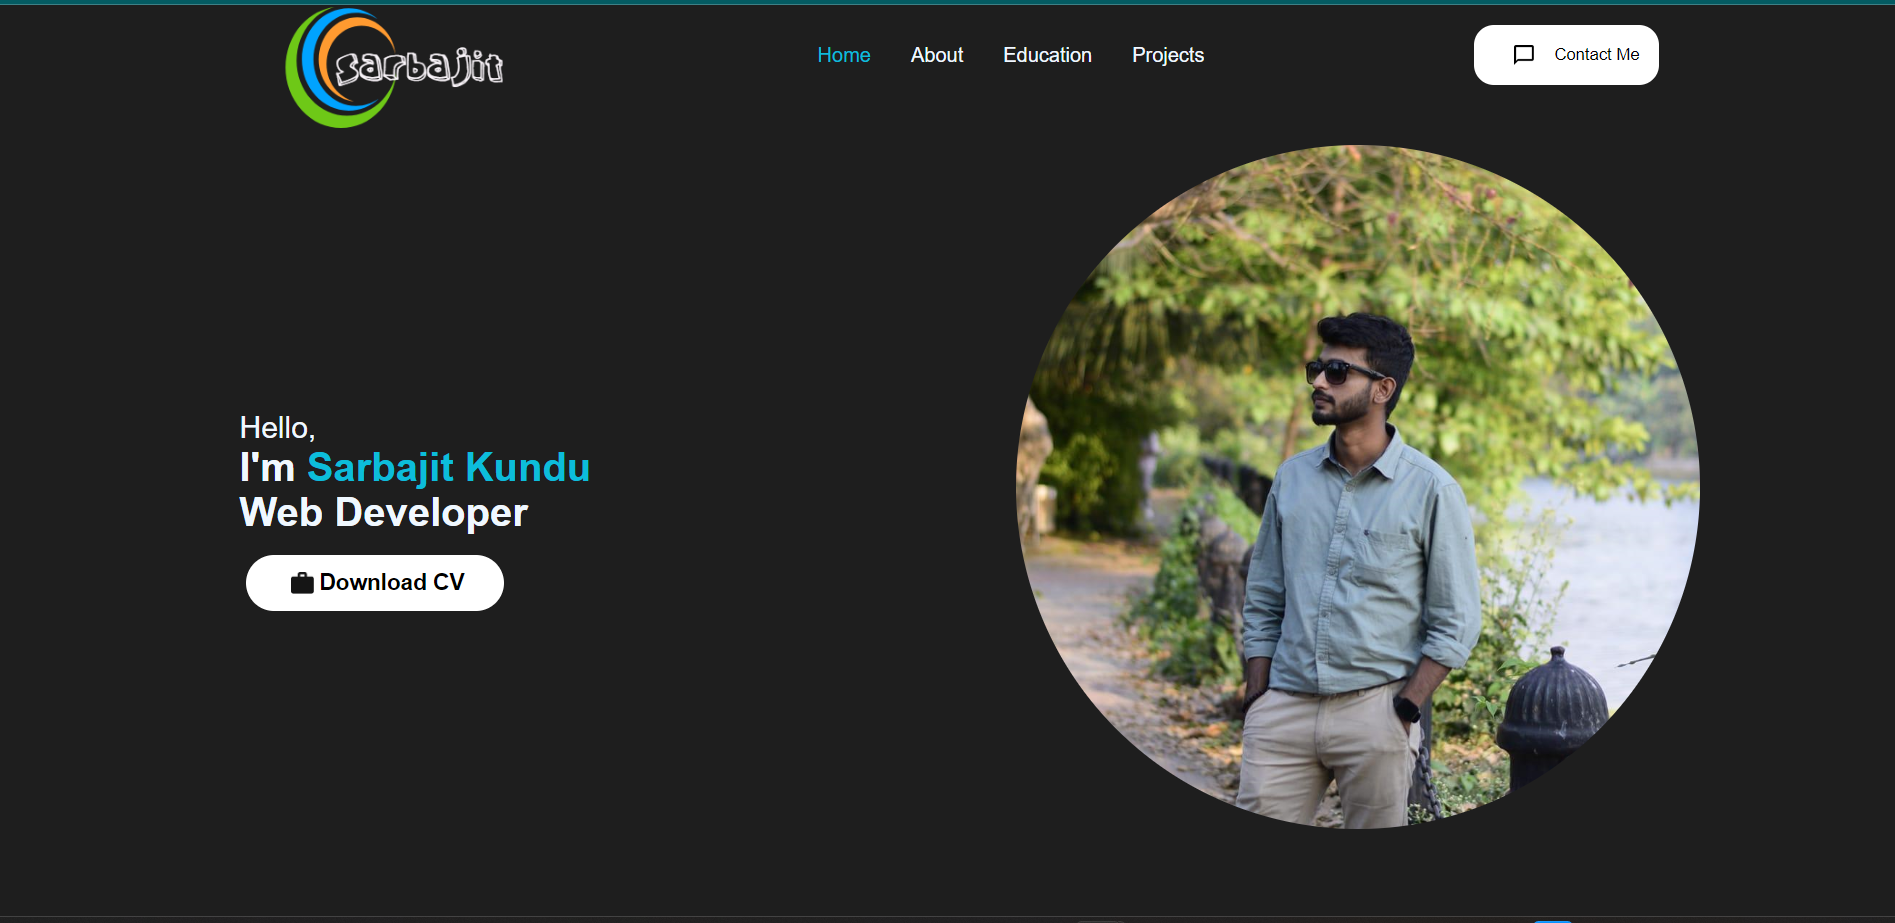 sarbajit
Home About Education Projects
Contact Me
Hello,
I'm Sarbajit Kundu
Web Developer
Download CV